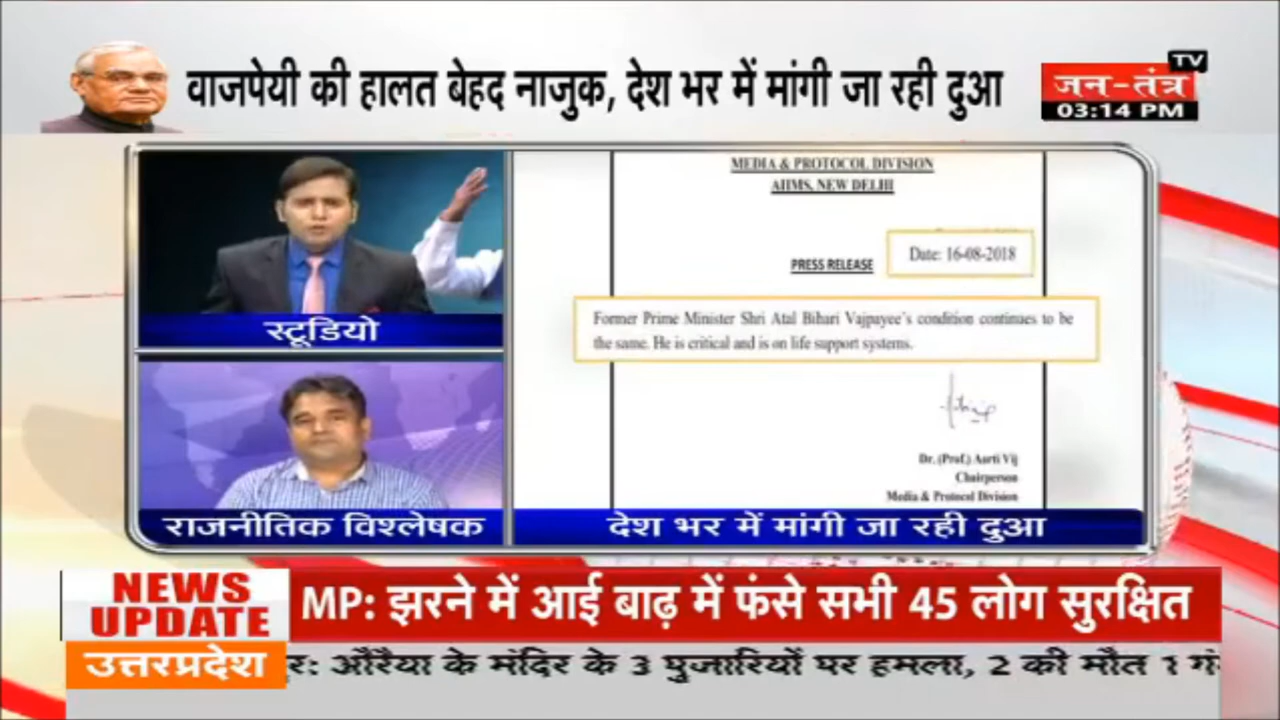 वाजपेयी की हालत बेहद नाजुक, देश भर में मांगी जा रही दुआ
TV
जन-तंत्र
03:14 PM
MEDIA & PROTOCOL DIVISION
AIIMS, NEW DELHI
Date: 16-08-2018
PRESS RELEASE
Former Prime Minister Shri Atal Bihari Vajpayee's condition continues to be
the same. He is critical and is on life support systems.
स्टूडियो
Dr. (Prof.) Aarti Vij
Chairperson
Media & Protocol Division
राजनीतिक विश्लेषक
देश भर में मांगी जा रही दुआ
NEWS
UPDATE
MP: झरने में आई बाढ़ में फंसे सभी 45 लोग सुरक्षित
उत्तरप्रदेश
औरैया के मंदिर के 3 पुजारियों पर हमला, 2 की मौत 1